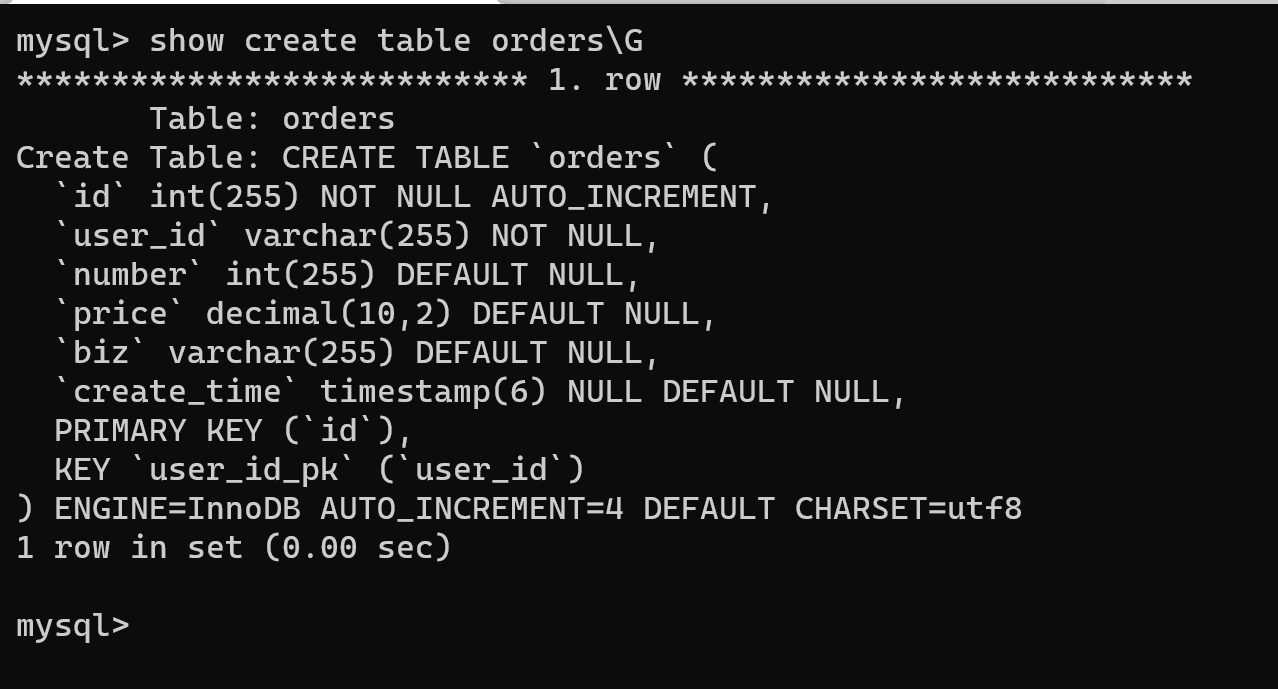 mysql> show create table orders\G
*************************** 1. row ***************************
       Table: orders
Create Table: CREATE TABLE `orders` (
  `id` int(255) NOT NULL AUTO_INCREMENT,
  `user_id` varchar(255) NOT NULL,
  `number` int(255) DEFAULT NULL,
  `price` decimal(10,2) DEFAULT NULL,
  `biz` varchar(255) DEFAULT NULL,
  `create_time` timestamp(6) NULL DEFAULT NULL,
  PRIMARY KEY (`id`),
  KEY `user_id_pk` (`user_id`)
) ENGINE=InnoDB AUTO_INCREMENT=4 DEFAULT CHARSET=utf8
1 row in set (0.00 sec)
mysql>